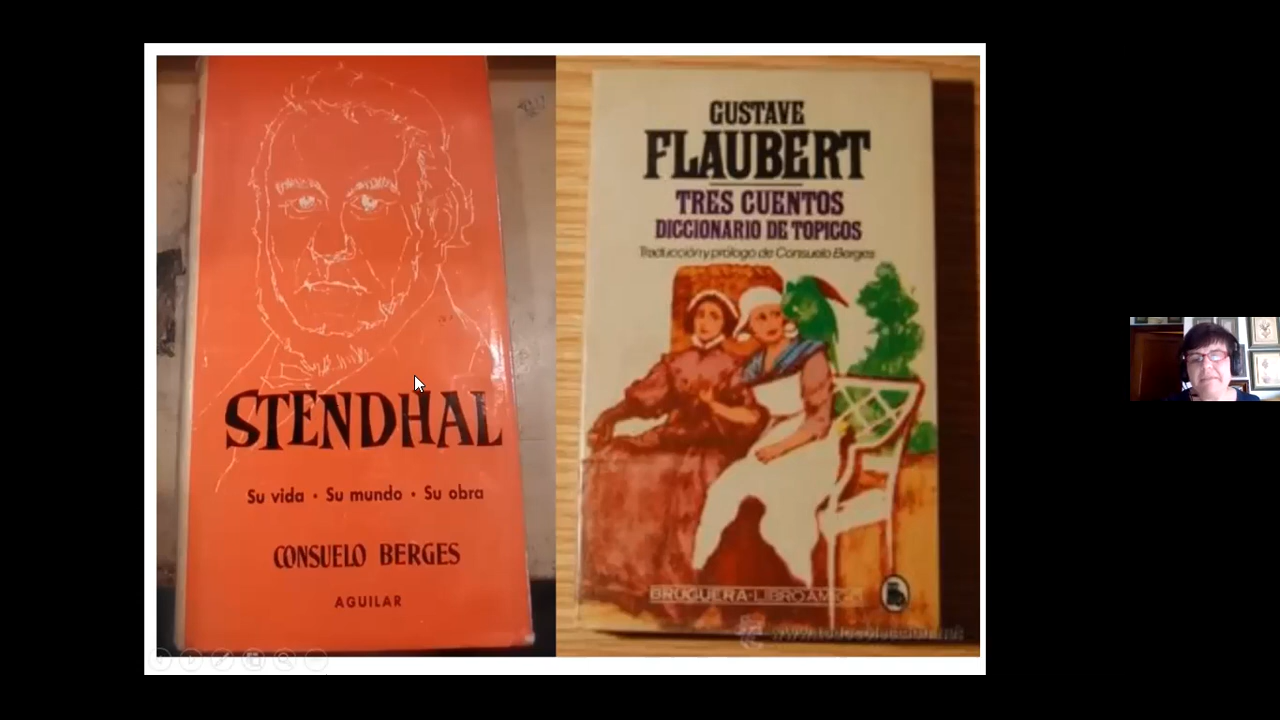 STENDHAL
Su vida • Su mundo • Su obra
CONSUELO BERGES
AGUILAR
GUSTAVE
FLAUBERT
TRES CUENTOS
DICCIONARIO DE TOPICOS
Traducción y prólogo de Consuelo Berges
BRUGUERA-LIBRO AMIGO